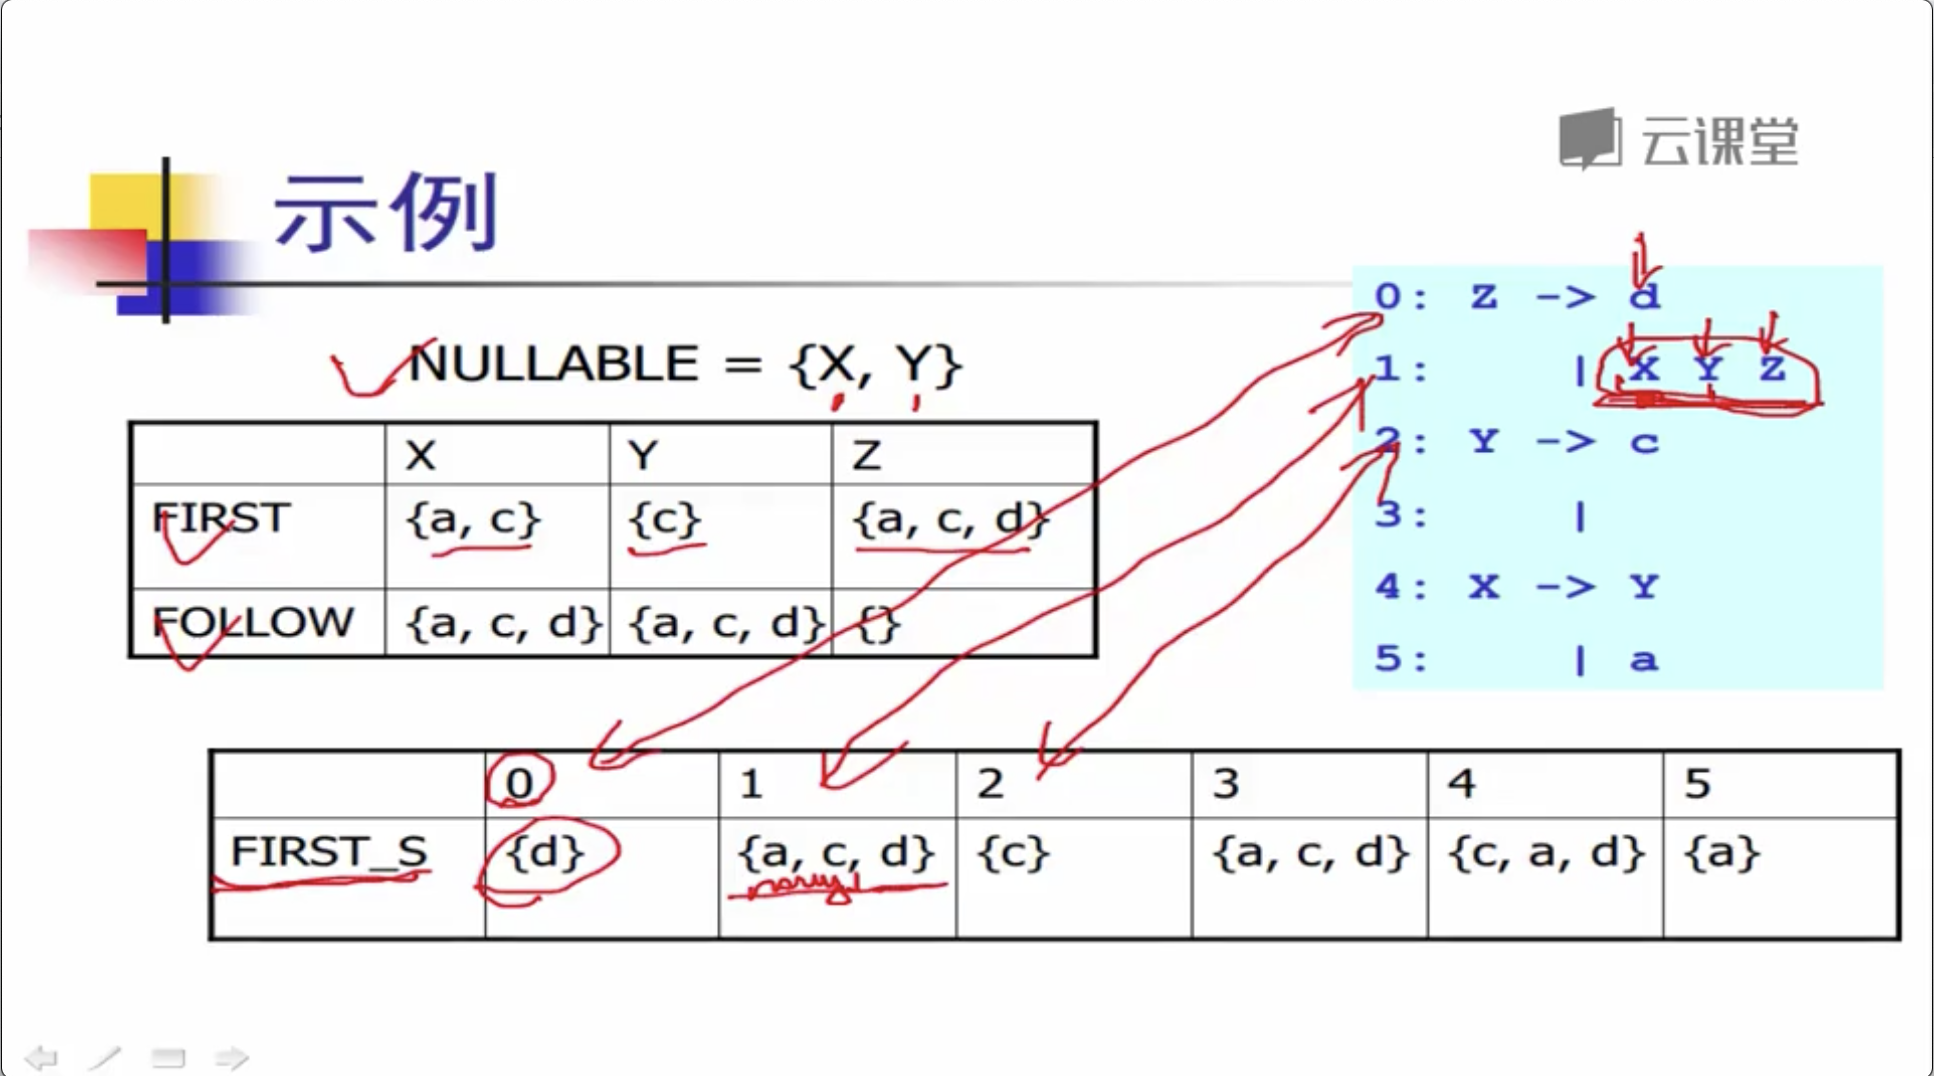 云课堂
示例
NULLABLE = {X, Y}
X Y Z
FIRST {a, c} {c} {a, c, d}
FOLLOW {a, c, d} {a, c, d} {}
0: Z -> d
1: | X Y Z
2: Y -> c
3: |
4: X -> Y
5: | a
0 1 2 3 4 5
FIRST_S {d} {a, c, d} {c} {a, c, d} {c, a, d} {a}